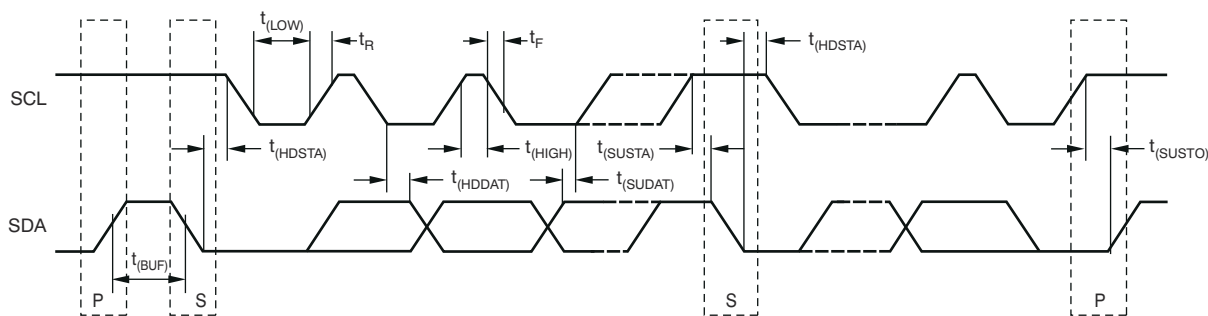 t(LOW)
tR
tF
t(HDSTA)
SCL
t(HDSTA)
t(HIGH)
t(SUSTA)
t(SUSTO)
t(HDDAT)
t(SUDAT)
SDA
t(BUF)
P
S
S
P